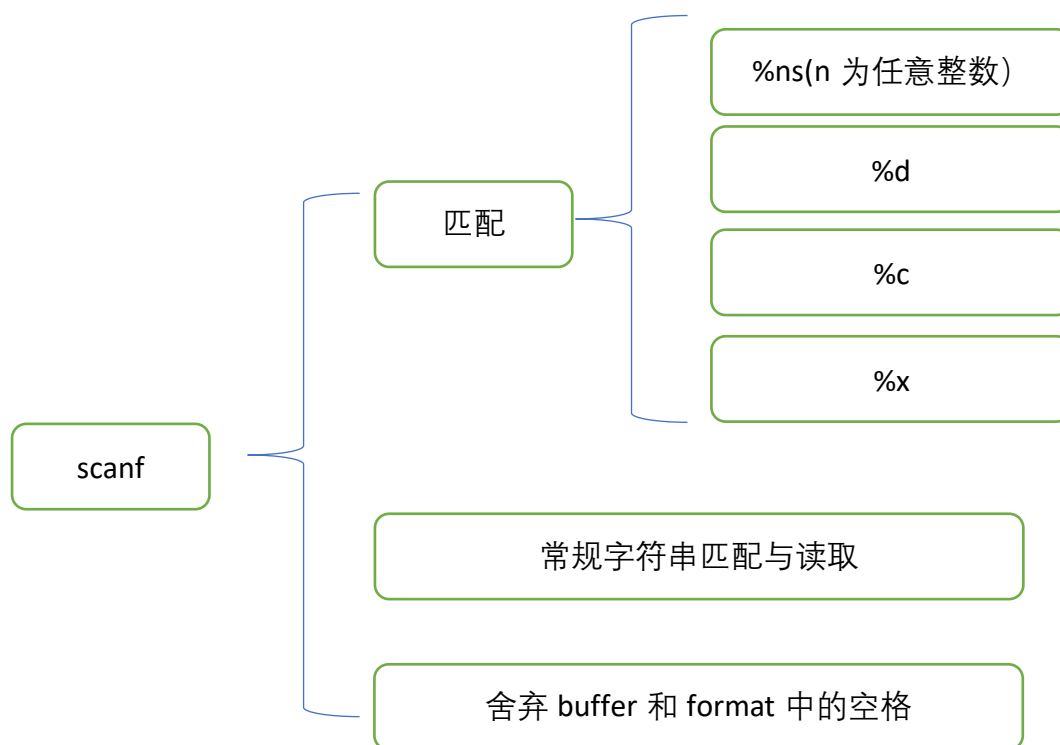 %ns(n 为任意整数）
%d
匹配
%c
%x
scanf
常规字符串匹配与读取
舍弃 buffer 和 format 中的空格